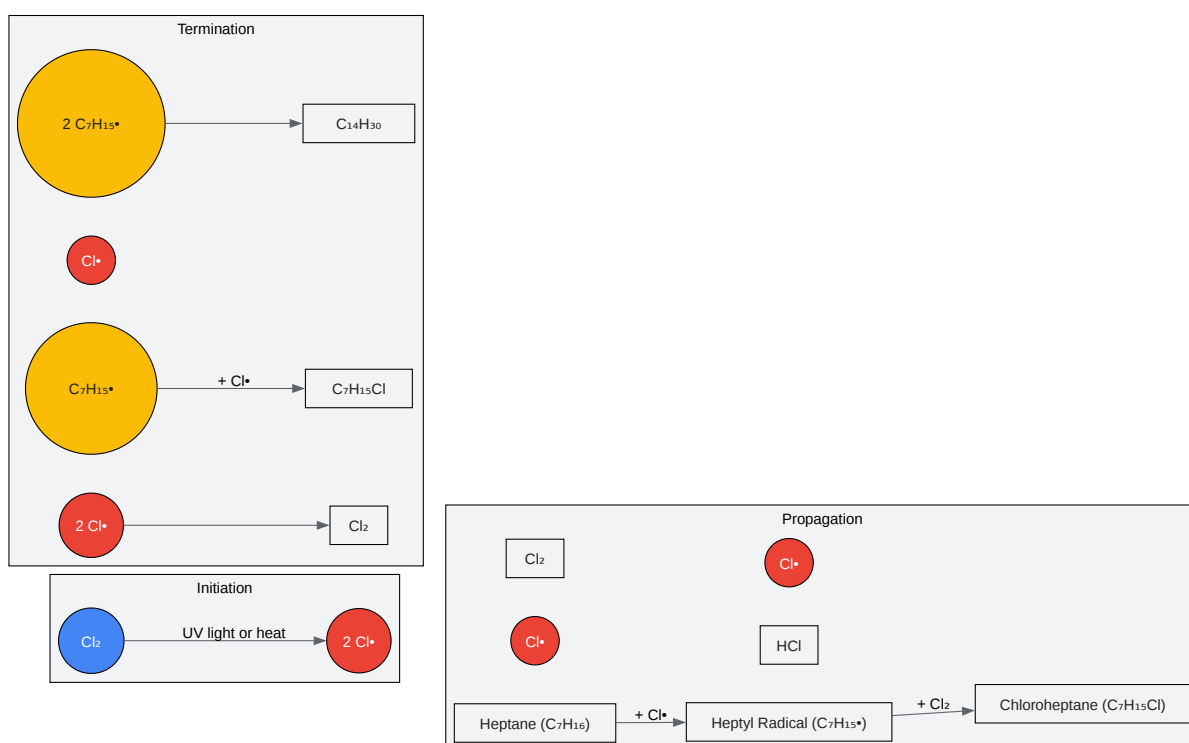 Termination
2 C₇H₁₅•
C₁₄H₃₀
Cl•
C₇H₁₅•
+ Cl•
C₇H₁₅Cl
2 Cl•
Cl₂
Initiation
Cl₂
UV light or heat
2 Cl•
Propagation
Cl₂
Cl•
Cl•
HCl
Heptane (C₇H₁₆)
+ Cl•
Heptyl Radical (C₇H₁₅•)
+ Cl₂
Chloroheptane (C₇H₁₅Cl)